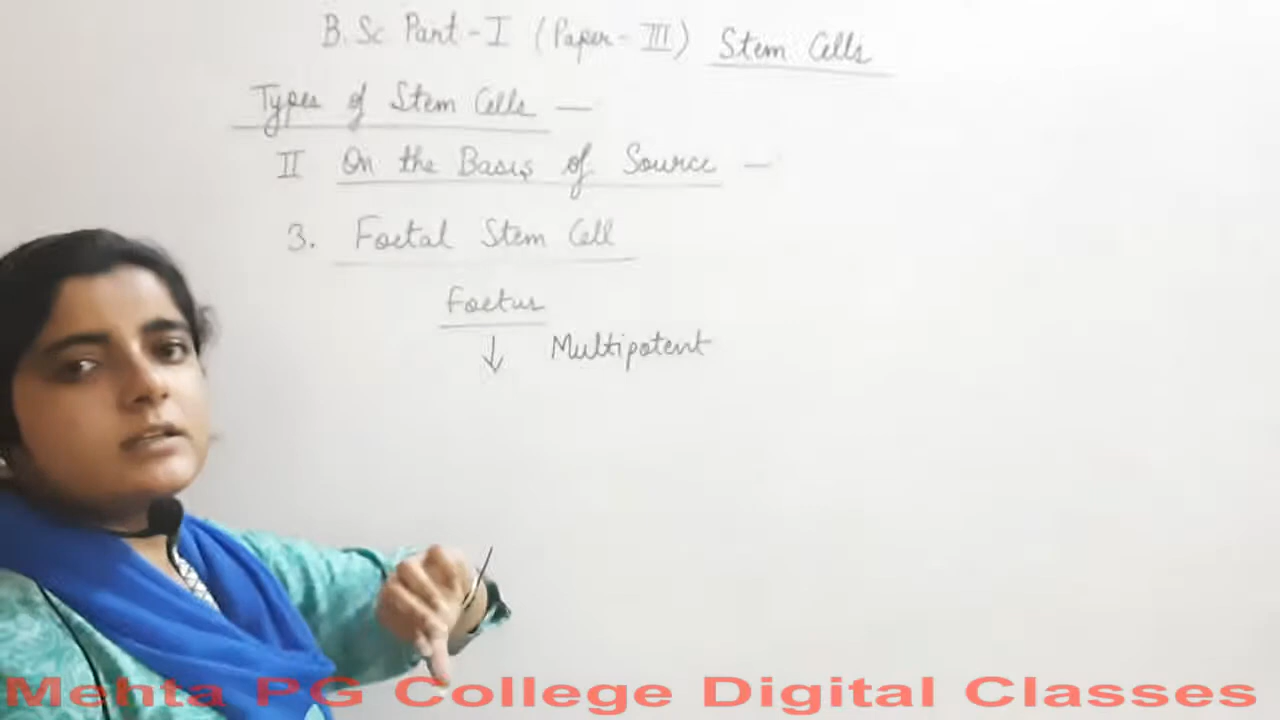 B.Sc Part-I (Paper-III) Stem Cells
Types of Stem Cells —
II On the Basis of Source —
3. Foetal Stem Cell
Foetus
↓ Multipotent
Mehta PG College Digital Classes